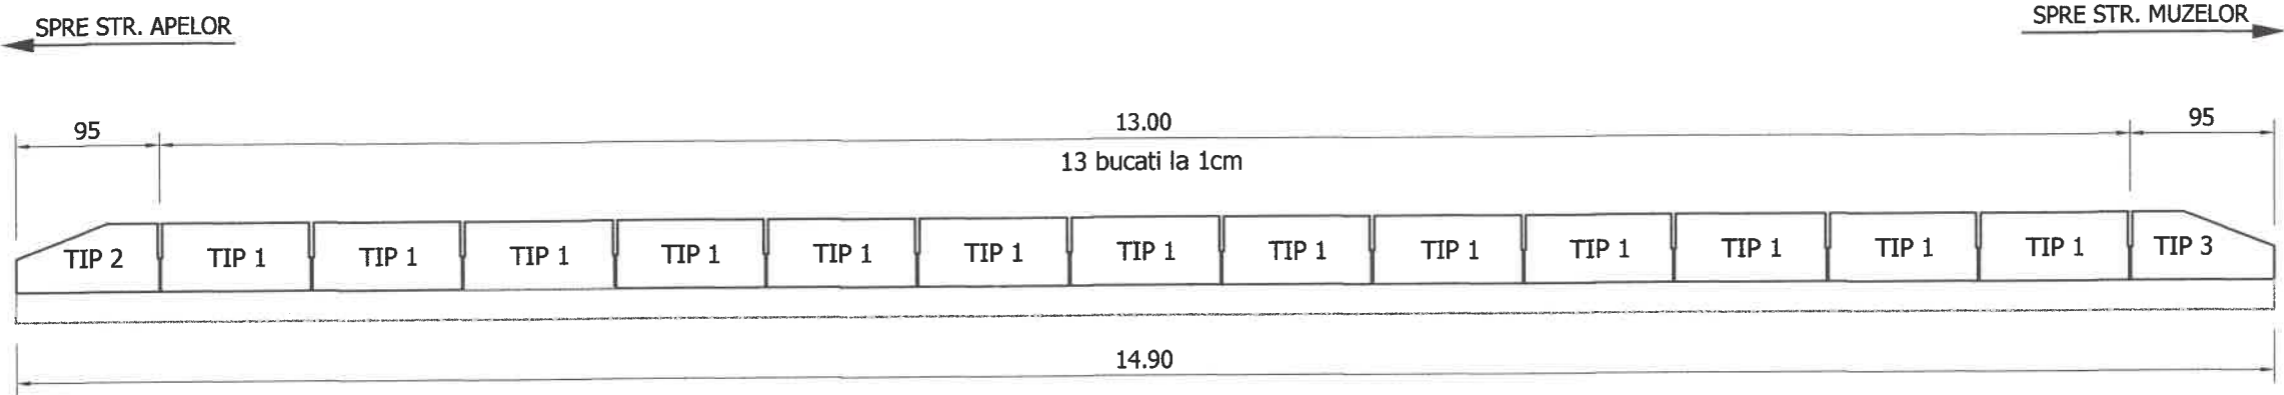 SPRE STR. APELOR
SPRE STR. MUZELOR
95
13.00
95
13 bucati la 1cm
TIP 2
TIP 1
TIP 1
TIP 1
TIP 1
TIP 1
TIP 1
TIP 1
TIP 1
TIP 1
TIP 1
TIP 1
TIP 1
TIP 1
TIP 3
14.90